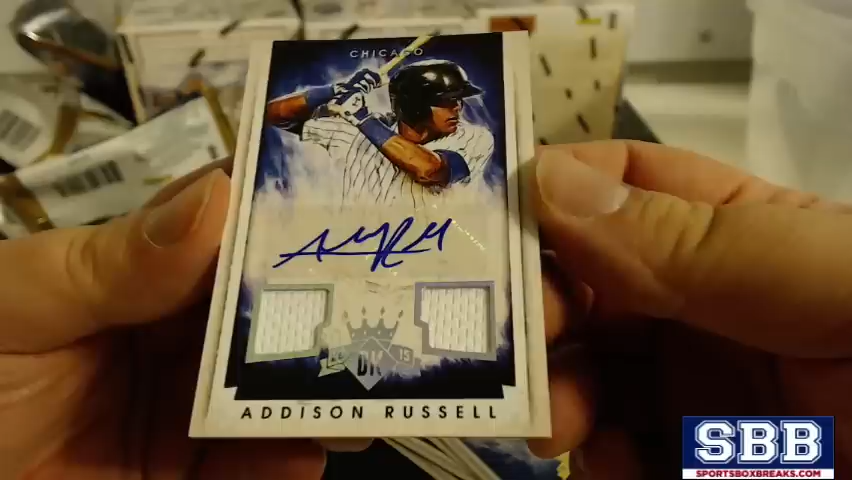 CHICAGO
DK
15
ADDISON RUSSELL
SBB
SPORTSBOXBREAKS.COM